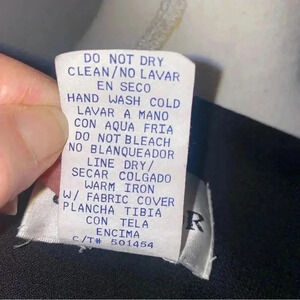 DO NOT DRY
CLEAN/NO LAVAR
EN SECO
HAND WASH COLD
LAVAR A MANO
CON AQUA FRIA
DO NOT BLEACH
NO BLANQUEADOR
LINE DRY/
SECAR COLGADO
WARM IRON
W/ FABRIC COVER
PLANCHA TIBIA
CON TELA
ENCIMA
C/T# 501454
R